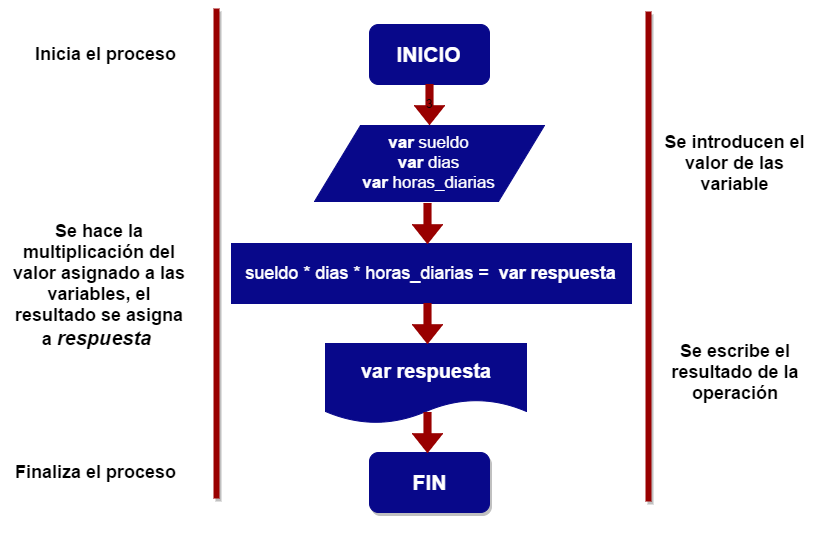 Inicia el proceso
INICIO
var sueldo
var dias
var horas_diarias
Se introducen el
valor de las
variable
Se hace la
multiplicación del
valor asignado a las
variables, el
resultado se asigna
a respuesta
sueldo * dias * horas_diarias = var respuesta
var respuesta
Se escribe el
resultado de la
operación
Finaliza el proceso
FIN